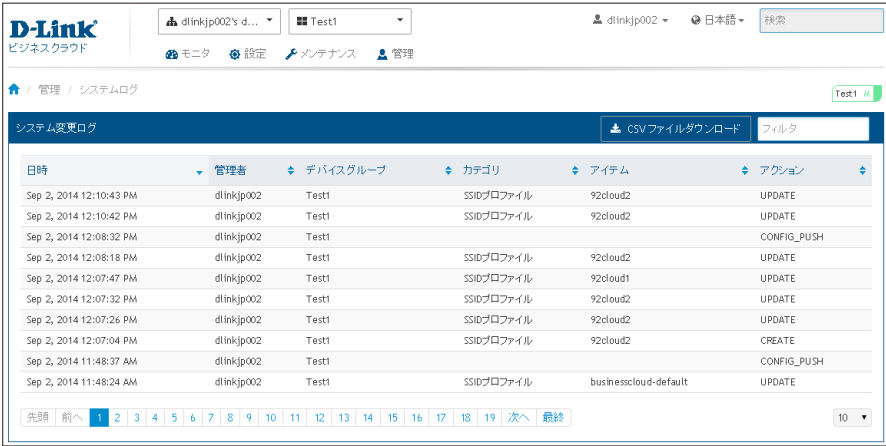 D-Link
ビジネスクラウド
dlinkjp002's d... Test1 dlinkjp002 日本語 検索
モニタ 設定 メンテナンス 管理
/ 管理 / システムログ
Test1 M
システム変更ログ CSVファイルダウンロード フィルタ
日時 管理者 デバイスグループ カテゴリ アイテム アクション
Sep 2, 2014 12:10:43 PM dlinkjp002 Test1 SSIDプロファイル 92cloud2 UPDATE
Sep 2, 2014 12:10:42 PM dlinkjp002 Test1 SSIDプロファイル 92cloud2 UPDATE
Sep 2, 2014 12:08:32 PM dlinkjp002 Test1 CONFIG_PUSH
Sep 2, 2014 12:08:18 PM dlinkjp002 Test1 SSIDプロファイル 92cloud2 UPDATE
Sep 2, 2014 12:07:47 PM dlinkjp002 Test1 SSIDプロファイル 92cloud1 UPDATE
Sep 2, 2014 12:07:32 PM dlinkjp002 Test1 SSIDプロファイル 92cloud2 UPDATE
Sep 2, 2014 12:07:26 PM dlinkjp002 Test1 SSIDプロファイル 92cloud2 UPDATE
Sep 2, 2014 12:07:04 PM dlinkjp002 Test1 SSIDプロファイル 92cloud2 CREATE
Sep 2, 2014 11:48:37 AM dlinkjp002 Test1 CONFIG_PUSH
Sep 2, 2014 11:48:24 AM dlinkjp002 Test1 SSIDプロファイル businesscloud-default UPDATE
先頭 前へ 1 2 3 4 5 6 7 8 9 10 11 12 13 14 15 16 17 18 19 次へ 最終 10